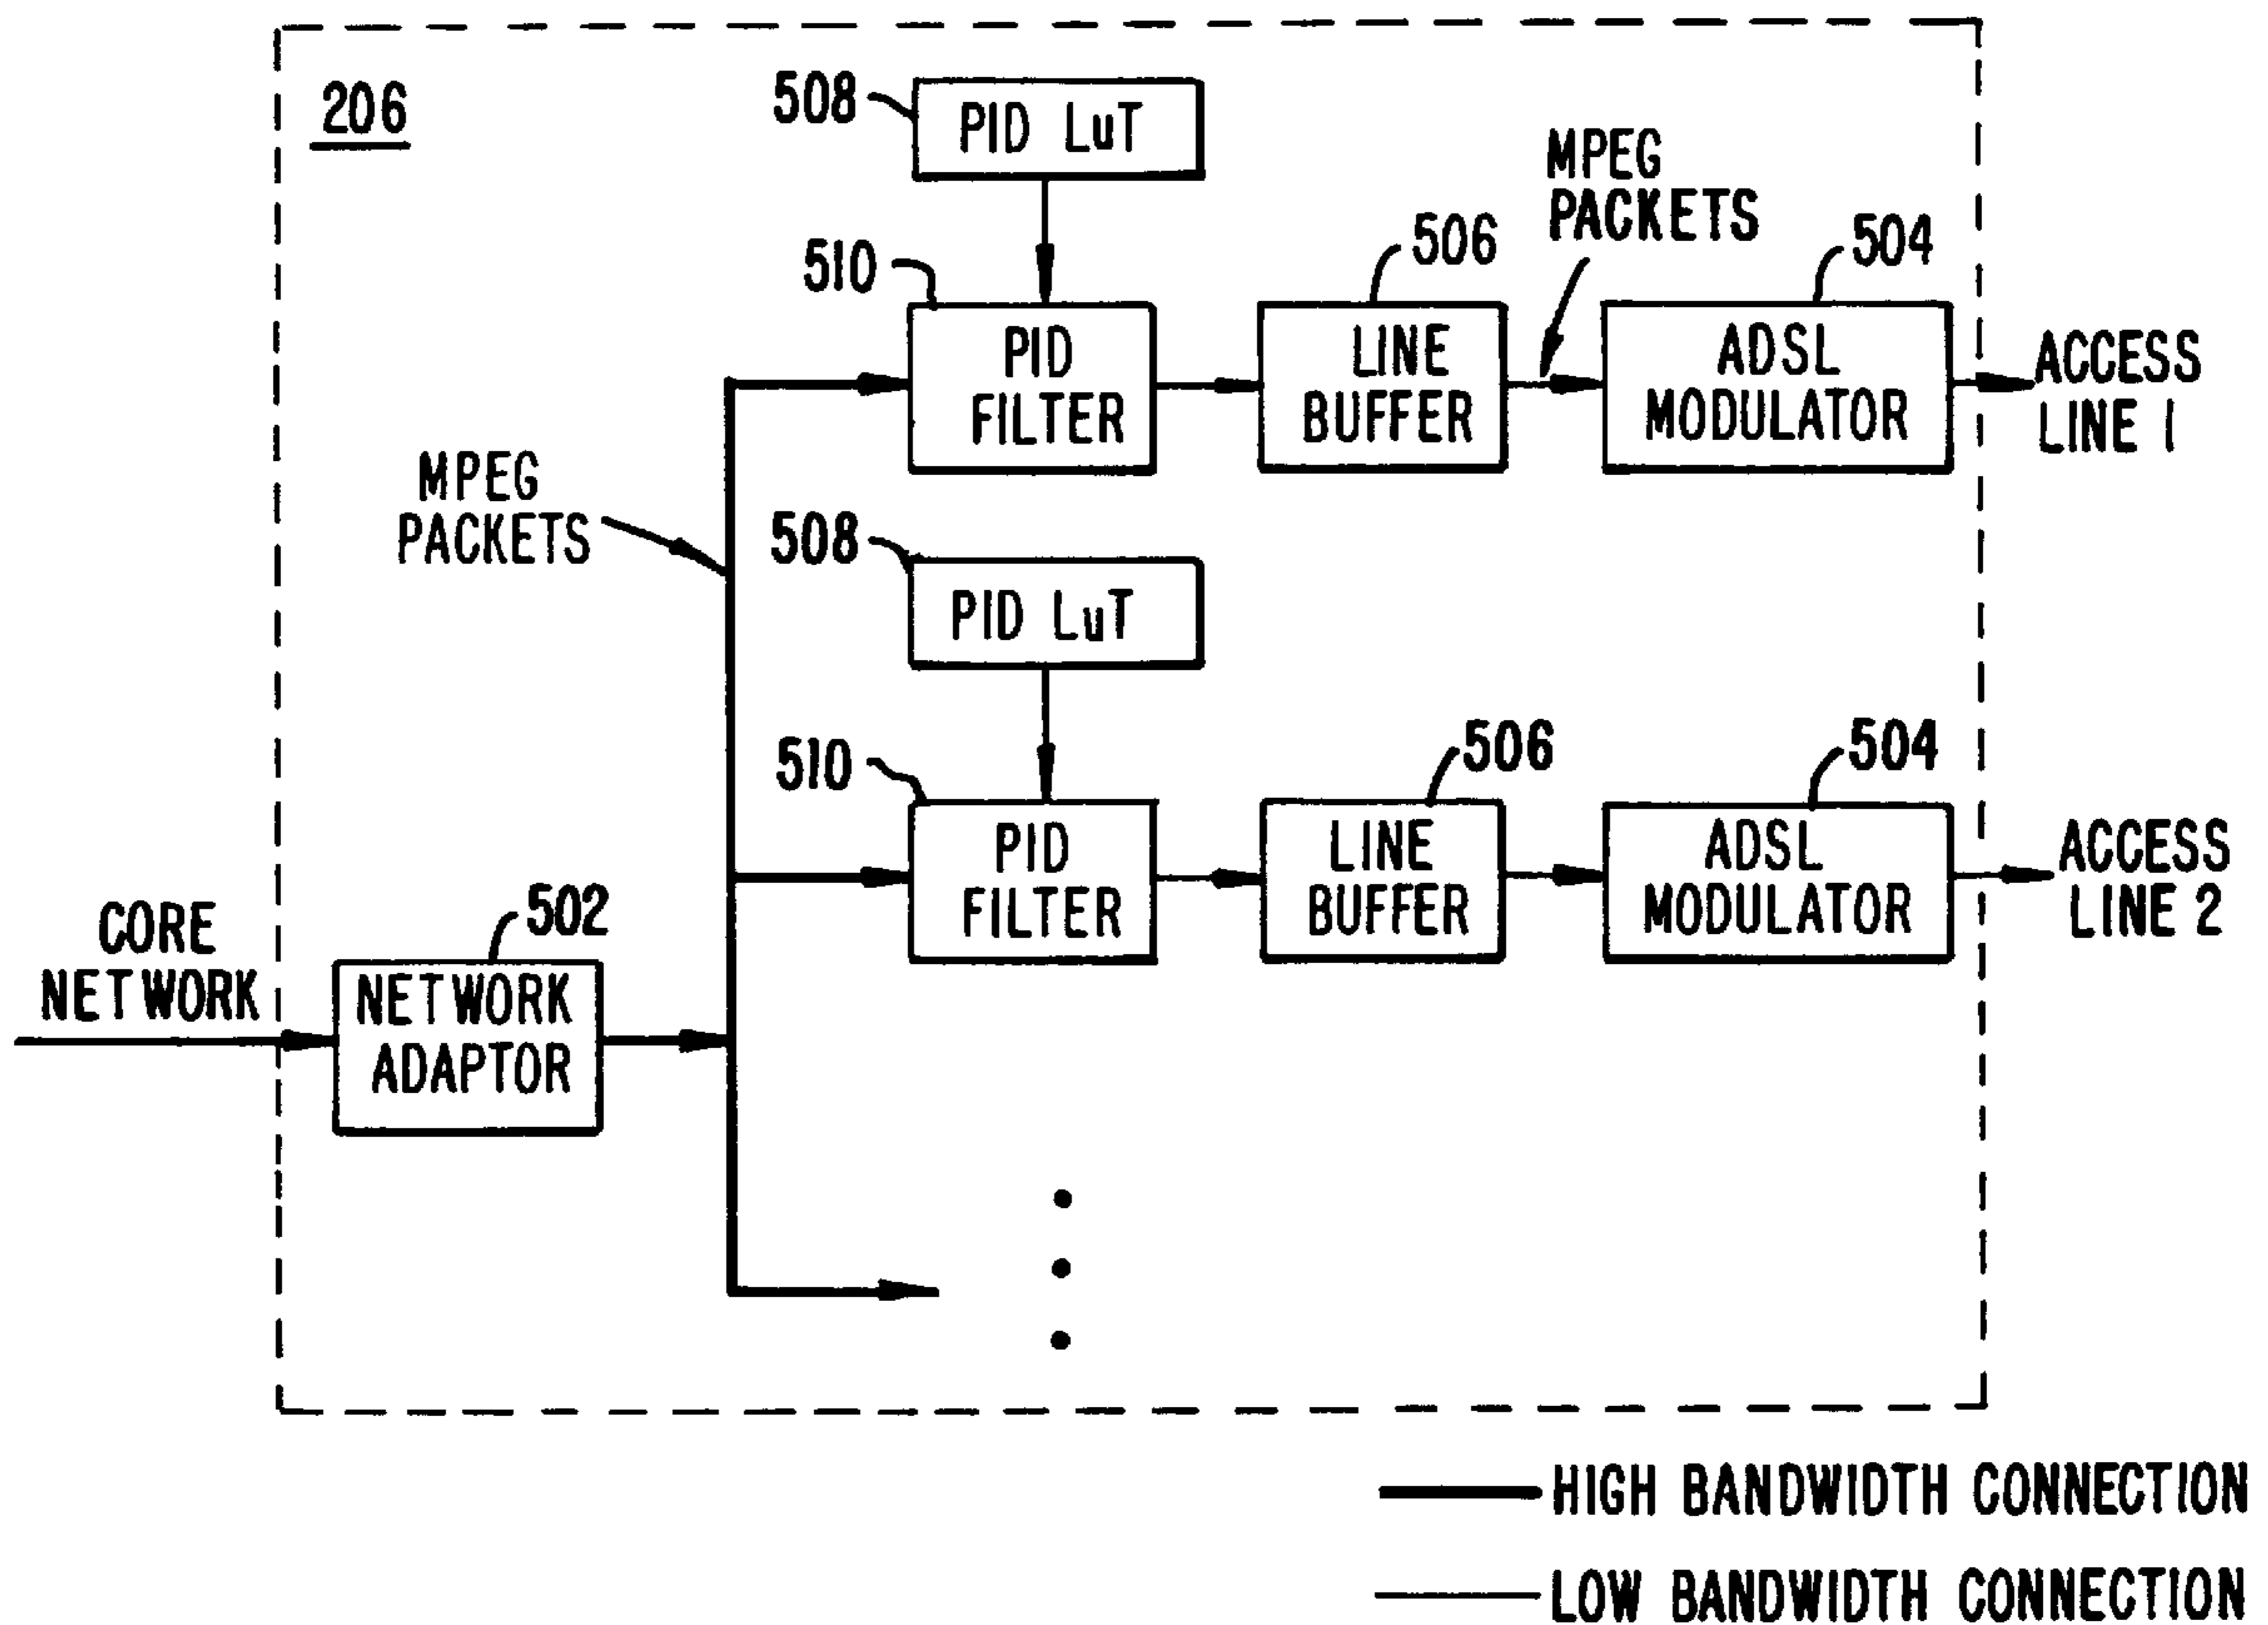 206
508
PID LuT
MPEG
PACKETS
510
506
504
PID
FILTER
LINE
BUFFER
ADSL
MODULATOR
ACCESS
LINE 1
MPEG
PACKETS
508
PID LuT
510
506
504
PID
FILTER
LINE
BUFFER
ADSL
MODULATOR
ACCESS
LINE 2
CORE
NETWORK
502
NETWORK
ADAPTOR
HIGH BANDWIDTH CONNECTION
LOW BANDWIDTH CONNECTION